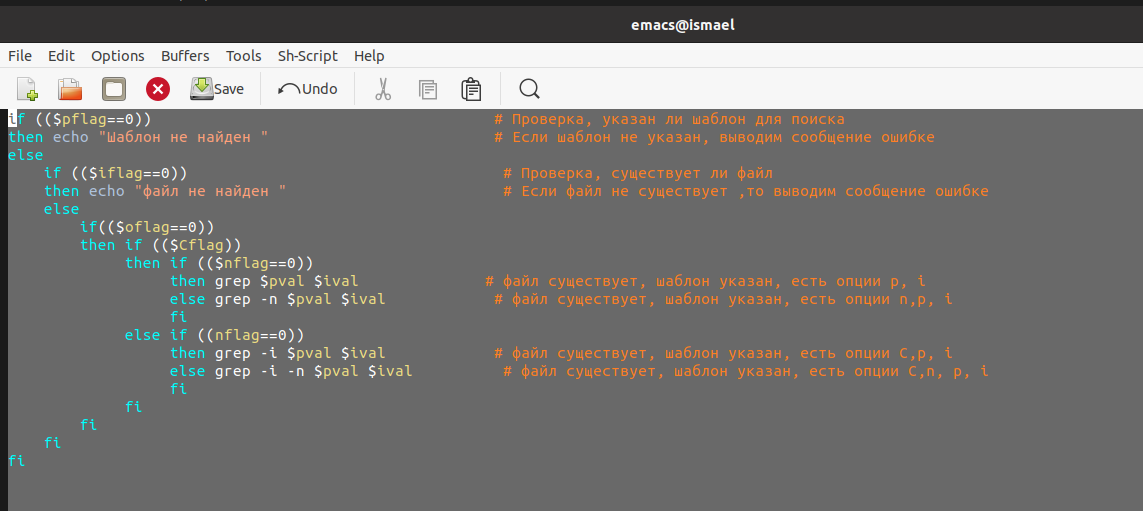 emacs@ismael
File Edit Options Buffers Tools Sh-Script Help
Save Undo
if (($pflag==0)) # Проверка, указан ли шаблон для поиска
then echo "Шаблон не найден " # Если шаблон не указан, выводим сообщение ошибке
else
if (($iflag==0)) # Проверка, существует ли файл
then echo "файл не найден " # Если файл не существует ,то выводим сообщение ошибке
else
if(($oflag==0))
then if (($Cflag))
then if (($nflag==0))
then grep $pval $ival # файл существует, шаблон указан, есть опции p, i
else grep -n $pval $ival # файл существует, шаблон указан, есть опции n,p, i
fi
else if ((nflag==0))
then grep -i $pval $ival # файл существует, шаблон указан, есть опции C,p, i
else grep -i -n $pval $ival # файл существует, шаблон указан, есть опции C,n, p, i
fi
fi
fi
fi
fi